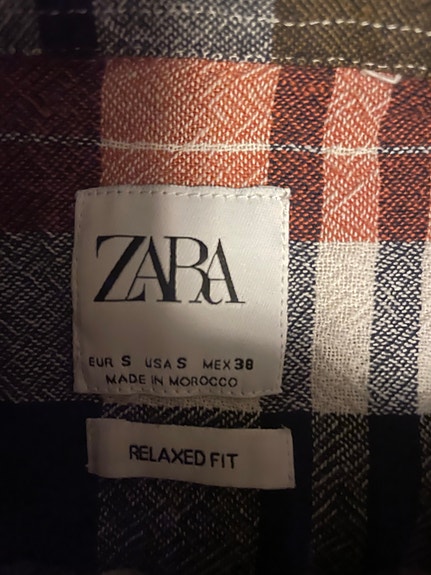 ZARA
EUR S USA S MEX 38
MADE IN MOROCCO
RELAXED FIT